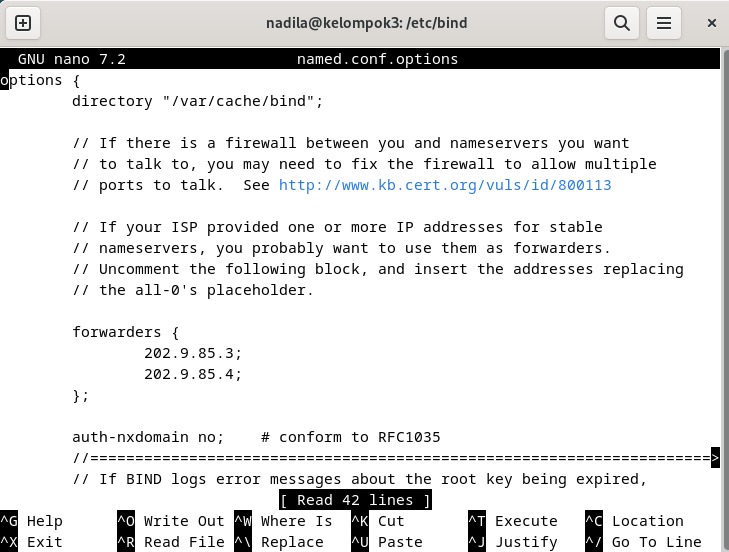 nadila@kelompok3: /etc/bind
GNU nano 7.2 named.conf.options
options {
directory "/var/cache/bind";
// If there is a firewall between you and nameservers you want
// to talk to, you may need to fix the firewall to allow multiple
// ports to talk.  See http://www.kb.cert.org/vuls/id/800113
// If your ISP provided one or more IP addresses for stable
// nameservers, you probably want to use them as forwarders.
// Uncomment the following block, and insert the addresses replacing
// the all-0's placeholder.
forwarders {
202.9.85.3;
202.9.85.4;
};
auth-nxdomain no;    # conform to RFC1035
//=====================================================================>
// If BIND logs error messages about the root key being expired,
[ Read 42 lines ]
^G Help ^O Write Out ^W Where Is ^K Cut ^T Execute ^C Location
^X Exit ^R Read File ^\ Replace ^U Paste ^J Justify ^/ Go To Line